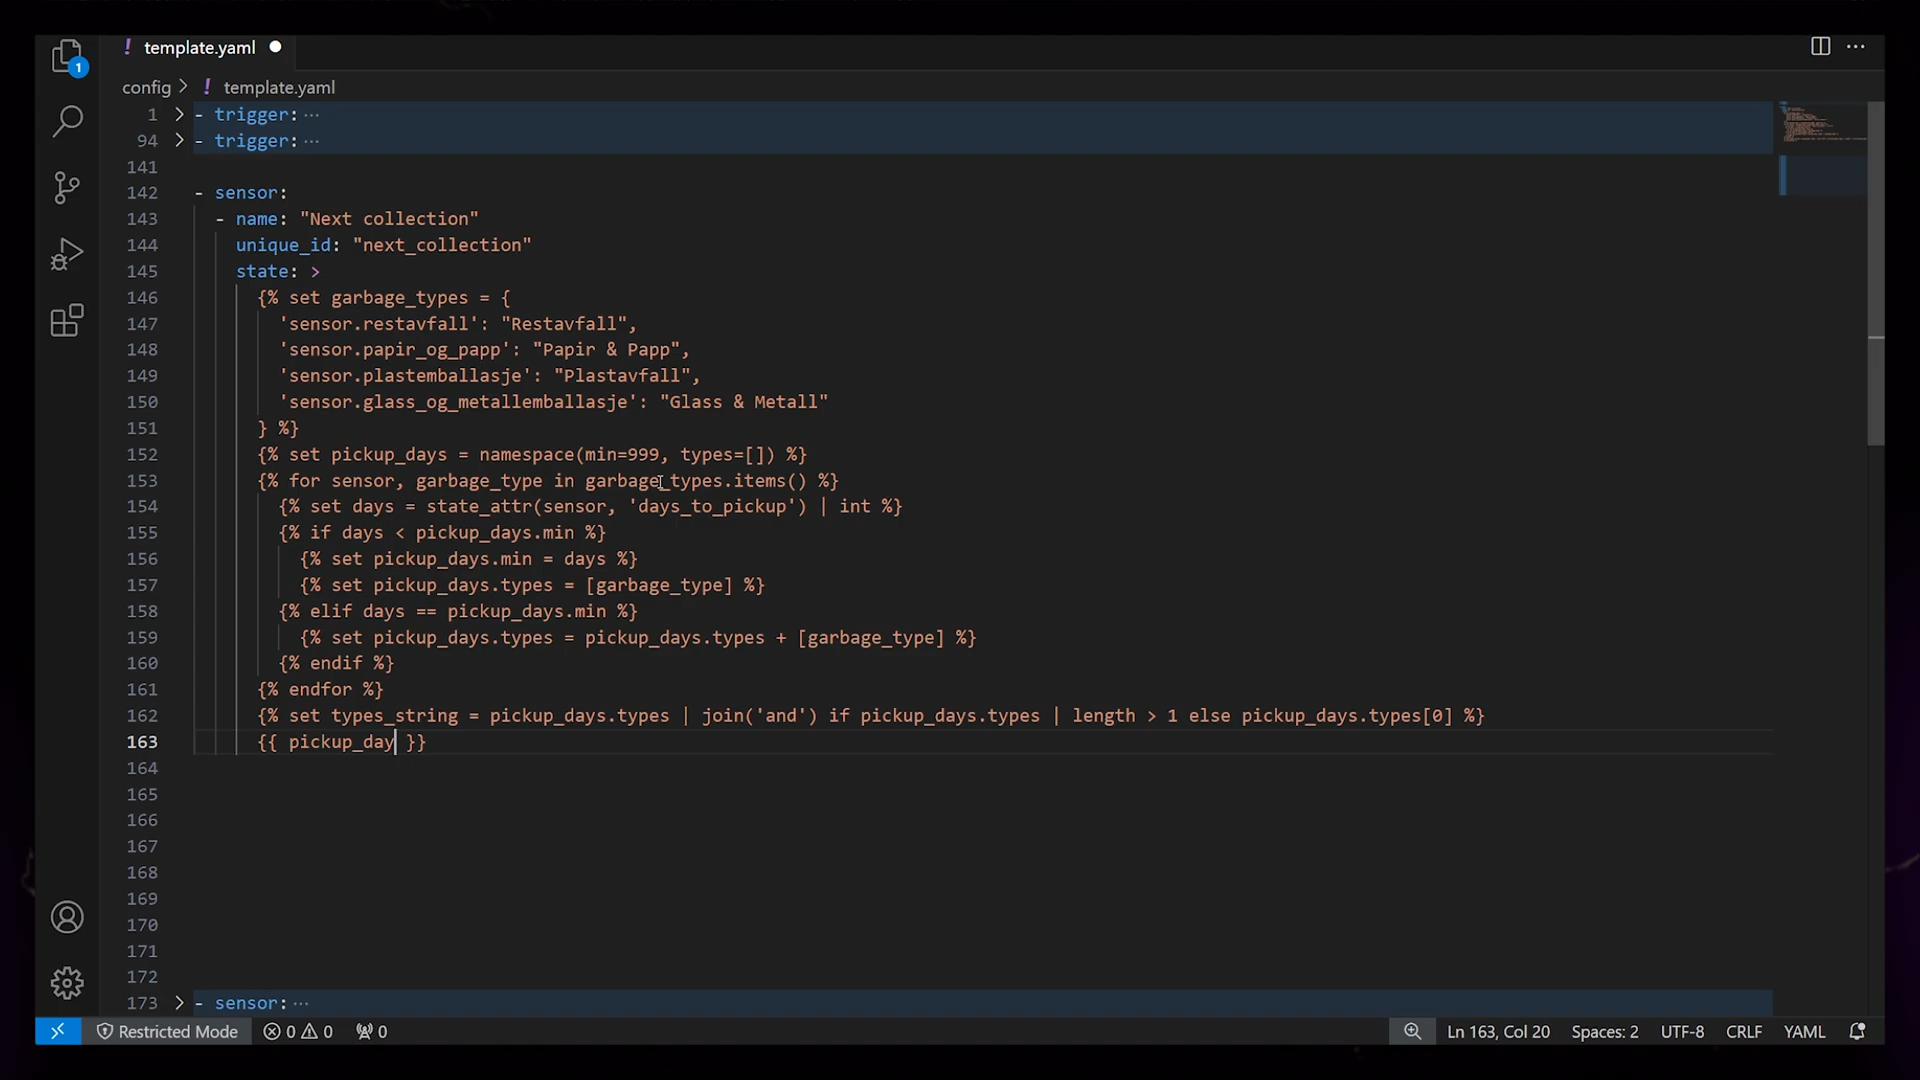 ! template.yaml
config > ! template.yaml
1 > - trigger: ···
94 > - trigger: ···
141
142 - sensor:
143 - name: "Next collection"
144 unique_id: "next_collection"
145 state: >
146 {% set garbage_types = {
147 'sensor.restavfall': "Restavfall",
148 'sensor.papir_og_papp': "Papir & Papp",
149 'sensor.plastemballasje': "Plastavfall",
150 'sensor.glass_og_metallemballasje': "Glass & Metall"
151 } %}
152 {% set pickup_days = namespace(min=999, types=[]) %}
153 {% for sensor, garbage_type in garbage_types.items() %}
154 {% set days = state_attr(sensor, 'days_to_pickup') | int %}
155 {% if days < pickup_days.min %}
156 {% set pickup_days.min = days %}
157 {% set pickup_days.types = [garbage_type] %}
158 {% elif days == pickup_days.min %}
159 {% set pickup_days.types = pickup_days.types + [garbage_type] %}
160 {% endif %}
161 {% endfor %}
162 {% set types_string = pickup_days.types | join('and') if pickup_days.types | length > 1 else pickup_days.types[0] %}
163 {{ pickup_day }}
164
165
166
167
168
169
170
171
172
173 > - sensor: ···
1
Restricted Mode 0 0 0 Ln 163, Col 20 Spaces: 2 UTF-8 CRLF YAML